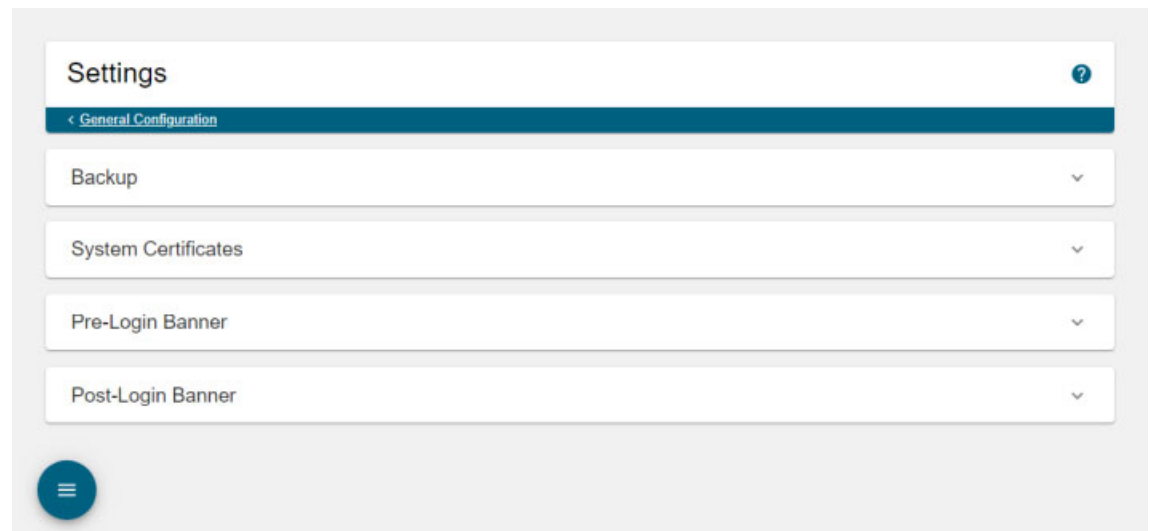 Settings
?
< General Configuration
Backup
System Certificates
Pre-Login Banner
Post-Login Banner